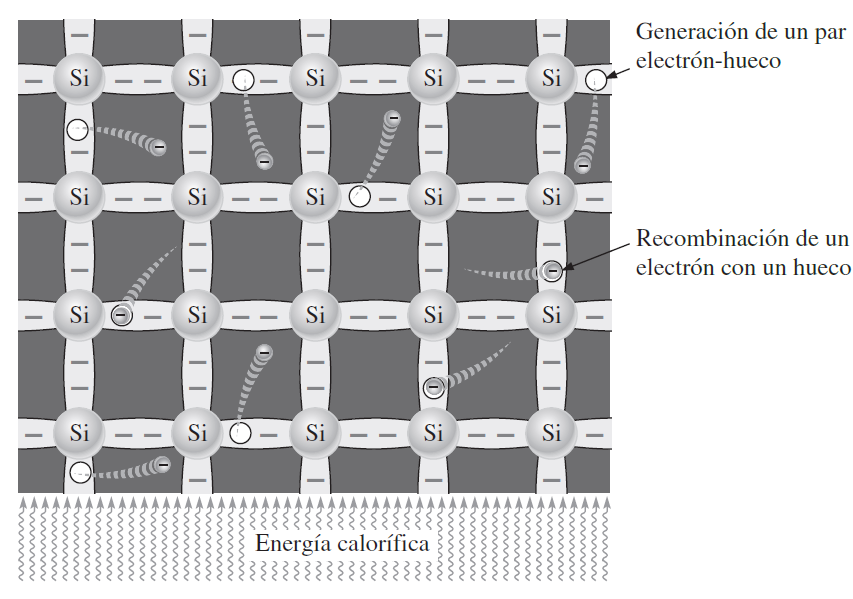 Generación de un par
electrón-hueco
Si Si Si Si Si
Si Si Si Si Si
Recombinación de un
electrón con un hueco
Si Si Si Si Si
Si Si Si Si Si
Energía calorífica